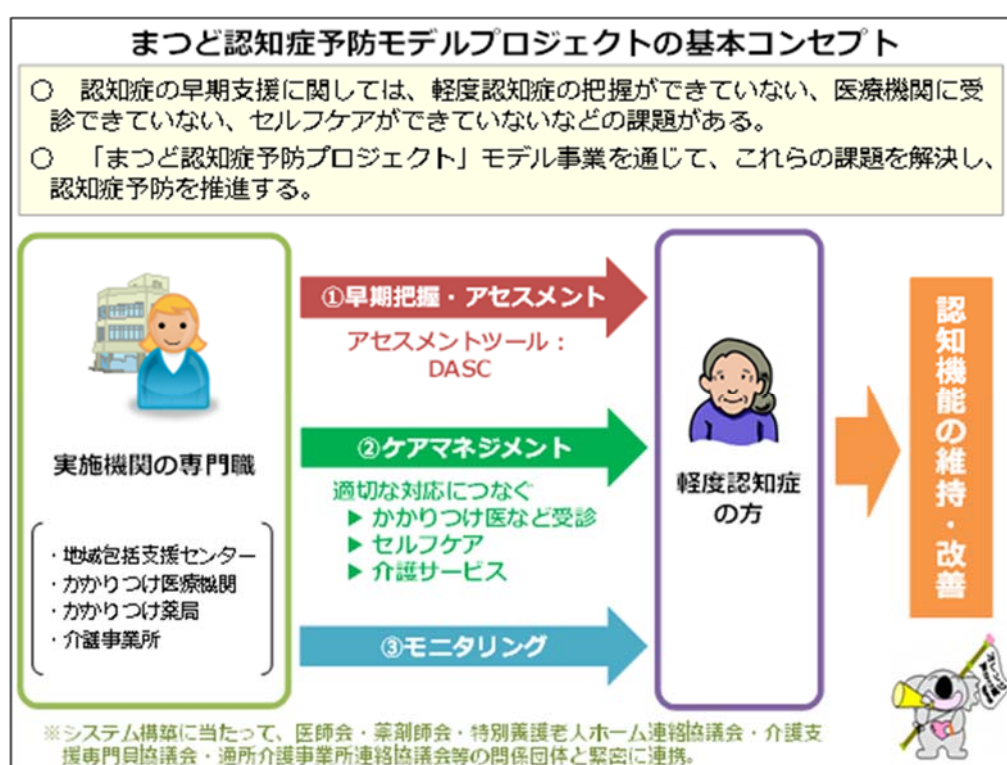 まつど認知症予防モデルプロジェクトの基本コンセプト
○ 認知症の早期支援に関しては、軽度認知症の把握ができていない、医療機関に受
診できていない、セルフケアができていないなどの課題がある。
○ 「まつど認知症予防プロジェクト」モデル事業を通じて、これらの課題を解決し、
認知症予防を推進する。
実施機関の専門職
・地域包括支援センター
・かかりつけ医療機関
・かかりつけ薬局
・介護事業所
①早期把握・アセスメント
アセスメントツール：
DASC
②ケアマネジメント
適切な対応につなぐ
▶ かかりつけ医など受診
▶ セルフケア
▶ 介護サービス
③モニタリング
軽度認知症
の方
認知機能の維持・改善
※システム構築に当たって、医師会・薬剤師会・特別養護老人ホーム連絡協議会・介護支
援専門員協議会・通所介護事業所連絡協議会等の関係団体と緊密に連携。